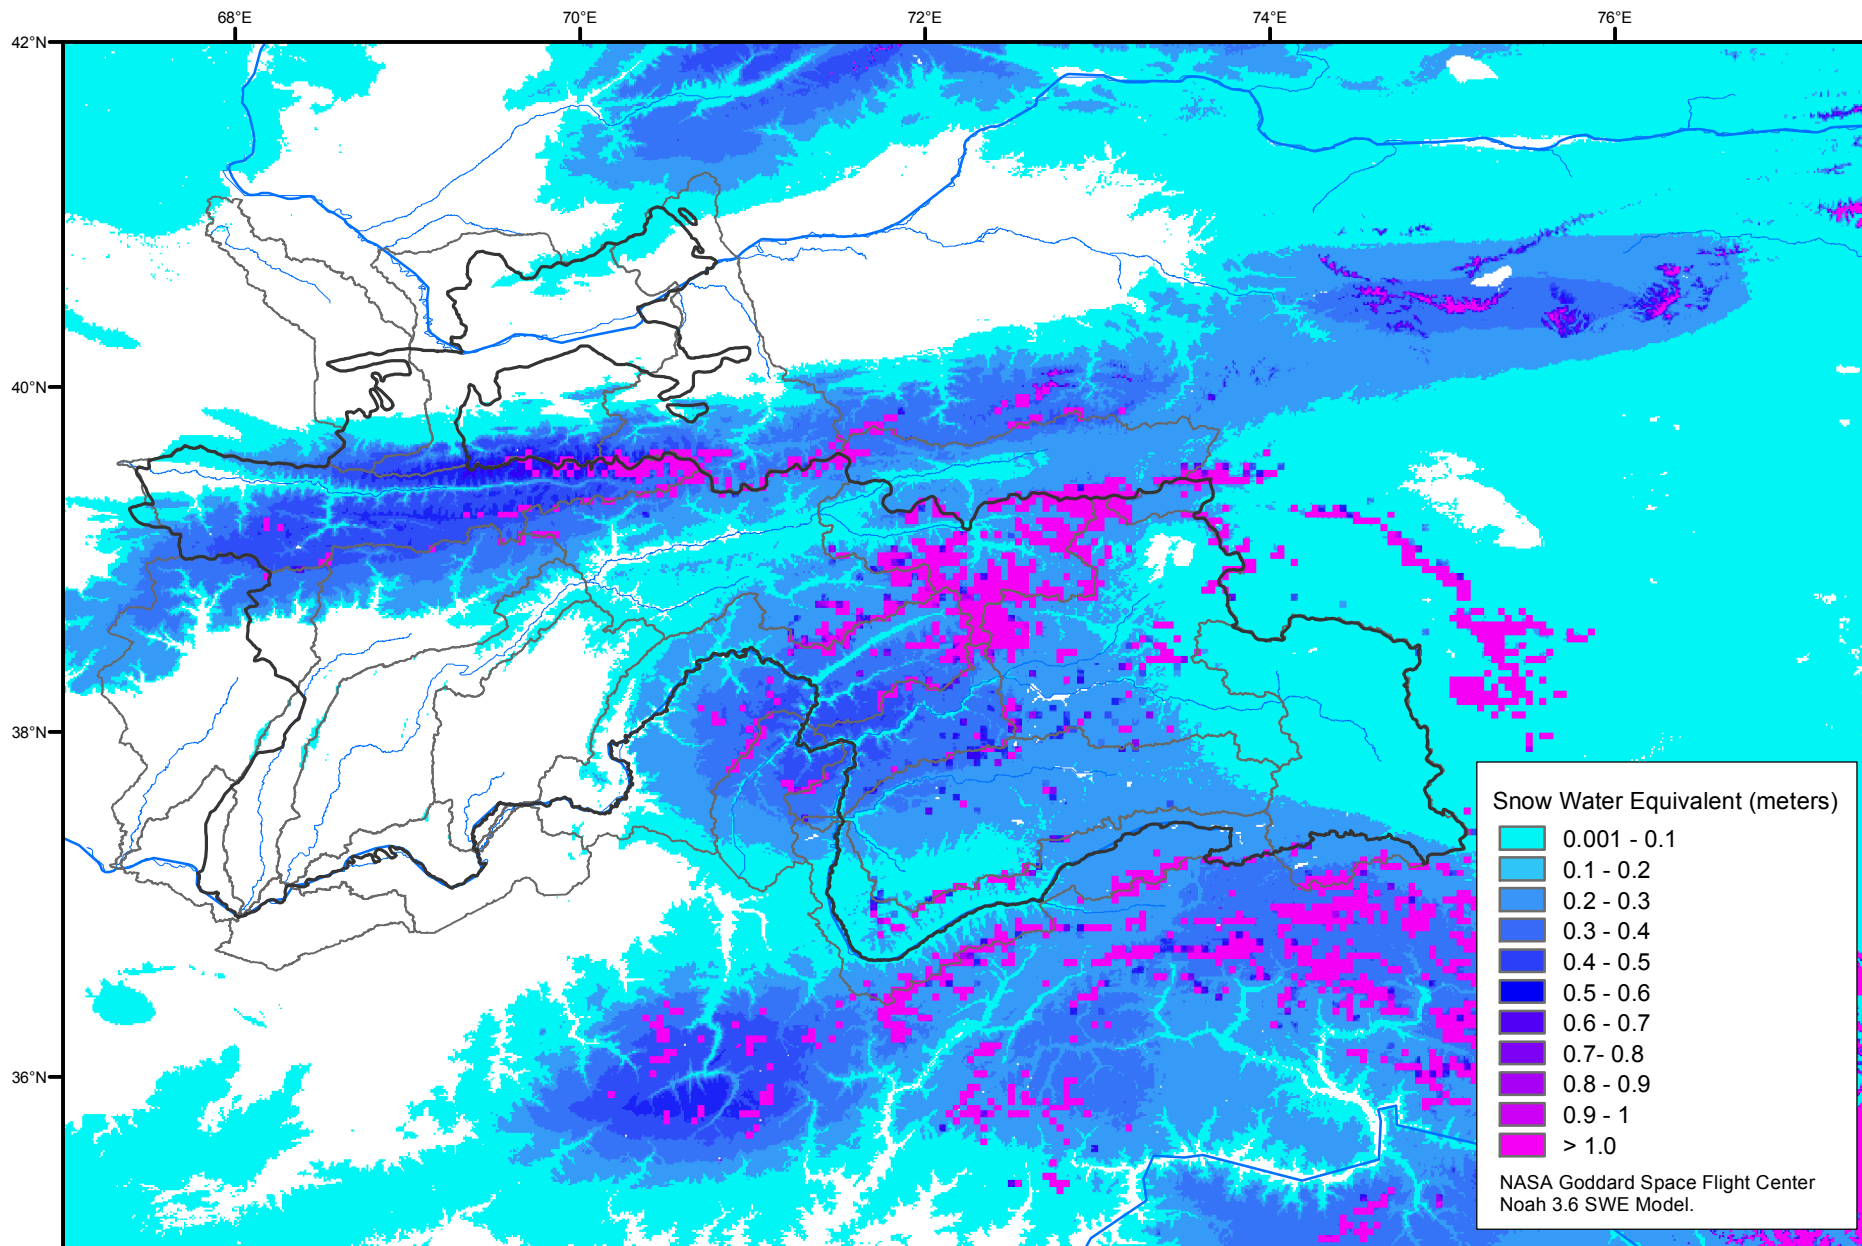 68°E 70°E 72°E 74°E 76°E
42°N
40°N
38°N
36°N
Snow Water Equivalent (meters)
0.001 - 0.1
0.1 - 0.2
0.2 - 0.3
0.3 - 0.4
0.4 - 0.5
0.5 - 0.6
0.6 - 0.7
0.7- 0.8
0.8 - 0.9
0.9 - 1
> 1.0
NASA Goddard Space Flight Center
Noah 3.6 SWE Model.